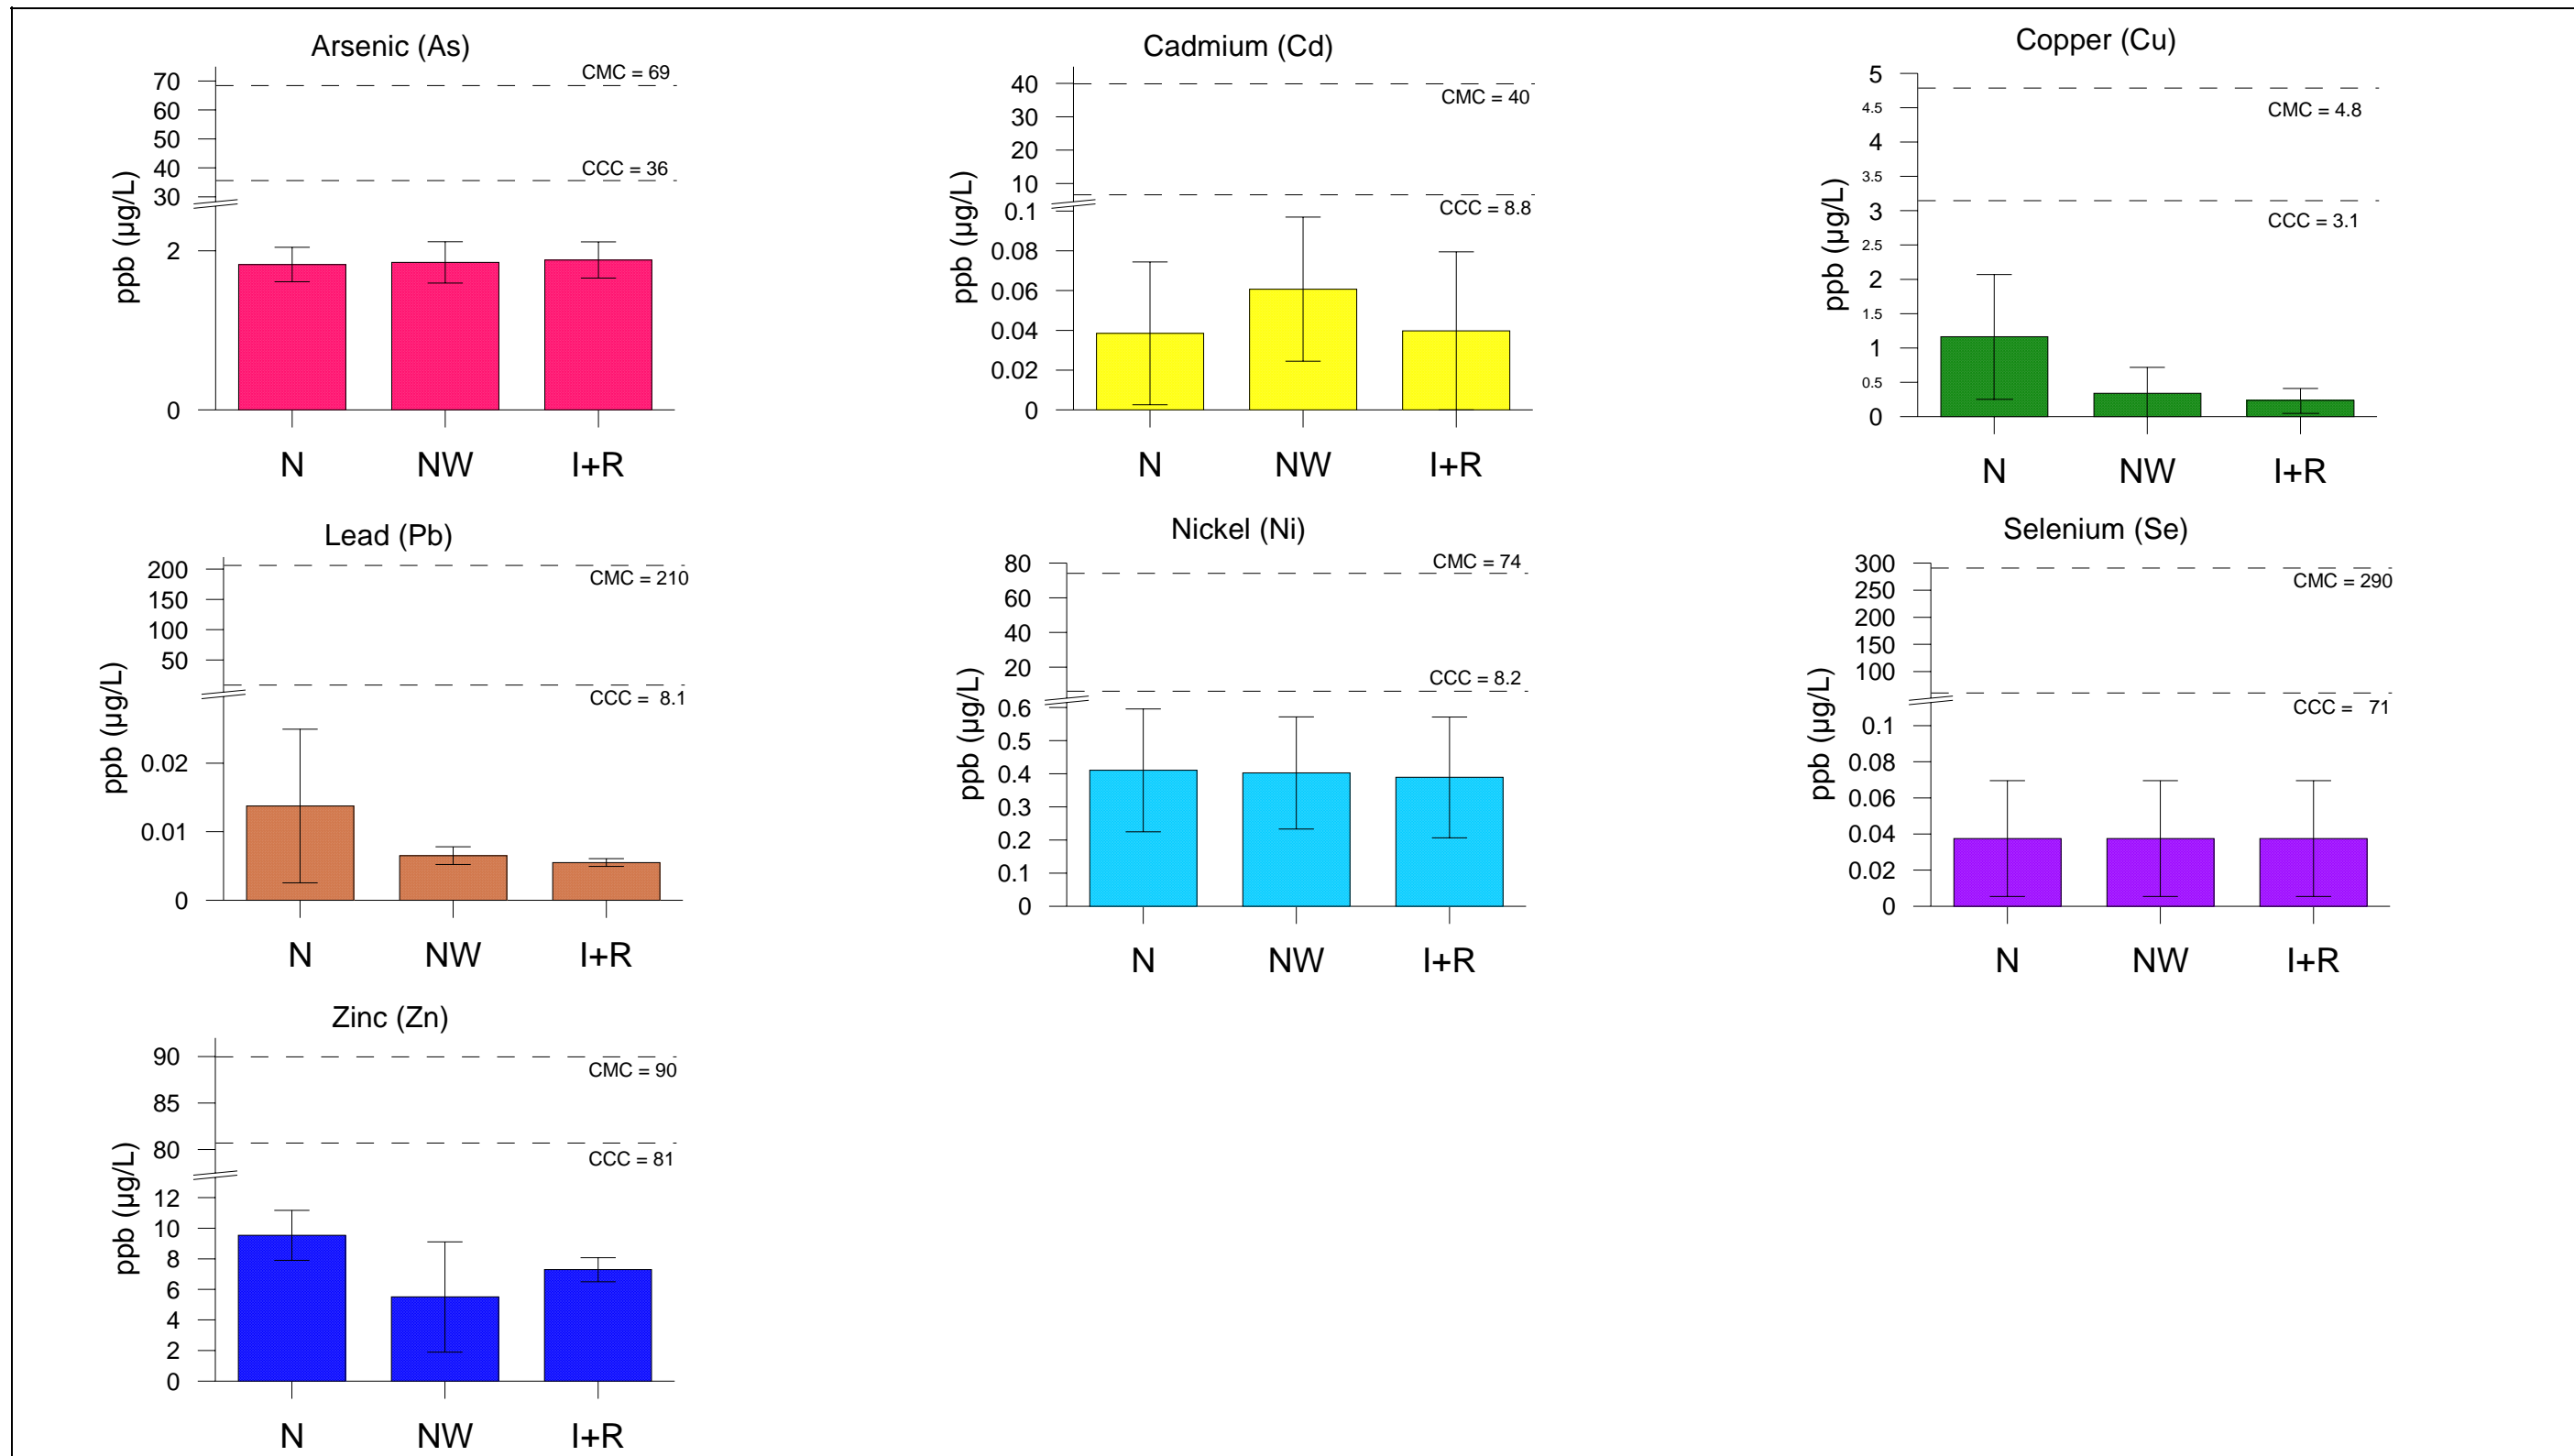 Arsenic (As)
CMC = 69
70
60
50
40
30
2
0
CCC = 36
ppb (µg/L)
N NW I+R
Cadmium (Cd)
40
30
20
10
0.1
0.08
0.06
0.04
0.02
0
CMC = 40
CCC = 8.8
ppb (µg/L)
N NW I+R
Copper (Cu)
5
4.5
4
3.5
3
2.5
2
1.5
1
0.5
0
CMC = 4.8
CCC = 3.1
ppb (µg/L)
N NW I+R
Lead (Pb)
200
150
100
50
0.02
0.01
0
CMC = 210
CCC = 8.1
ppb (µg/L)
N NW I+R
Nickel (Ni)
80
60
40
20
0.6
0.5
0.4
0.3
0.2
0.1
0
CMC = 74
CCC = 8.2
ppb (µg/L)
N NW I+R
Selenium (Se)
300
250
200
150
100
0.1
0.08
0.06
0.04
0.02
0
CMC = 290
CCC = 71
ppb (µg/L)
N NW I+R
Zinc (Zn)
90
85
80
12
10
8
6
4
2
0
CMC = 90
CCC = 81
ppb (µg/L)
N NW I+R